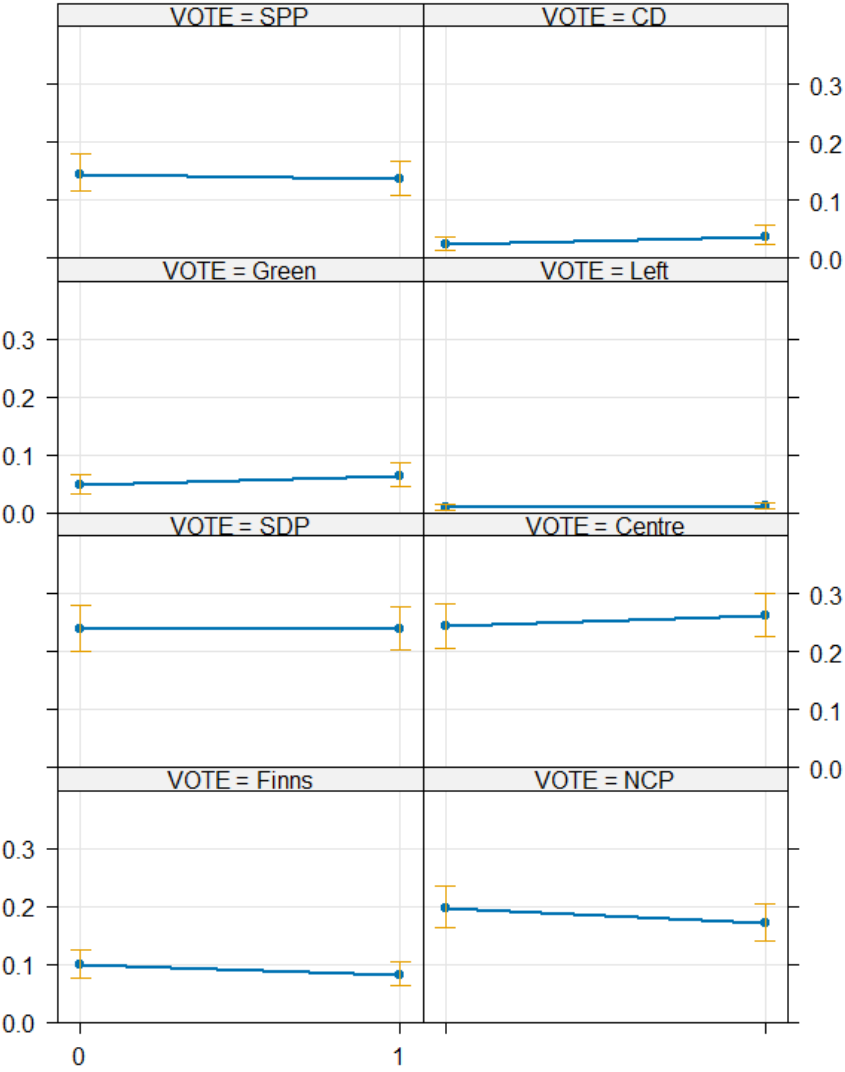 VOTE = SPP
VOTE = CD
0.3
0.2
0.1
0.0
VOTE = Green
VOTE = Left
0.3
0.2
0.1
0.0
VOTE = SDP
VOTE = Centre
0.3
0.2
0.1
0.0
VOTE = Finns
VOTE = NCP
0.3
0.2
0.1
0.0
0
1